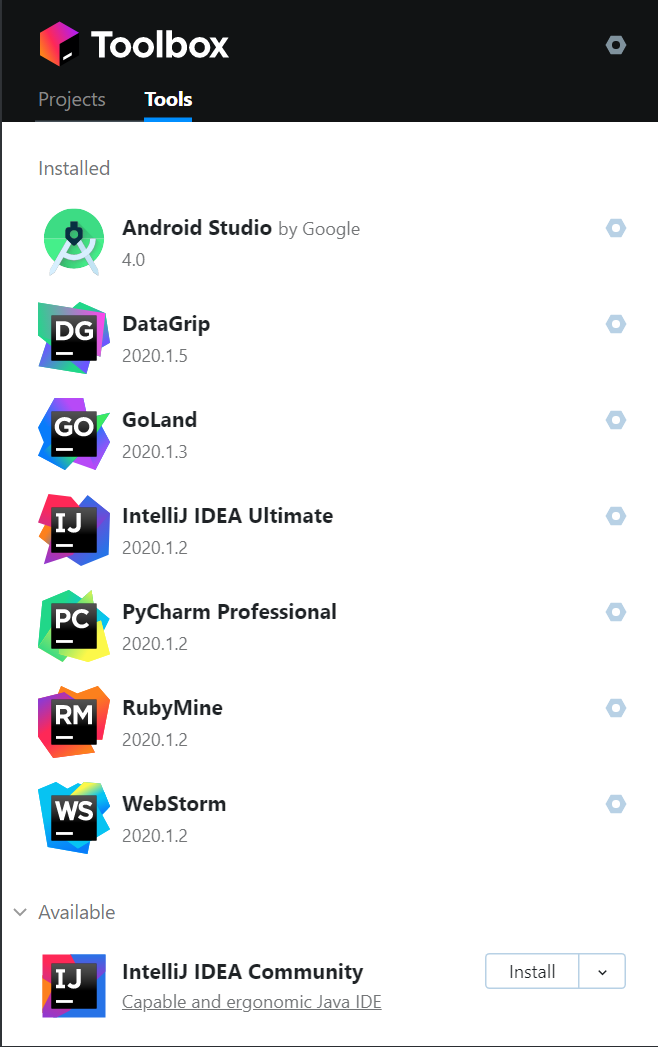 Toolbox
Projects Tools
Installed
Android Studio by Google
4.0
DG
DataGrip
2020.1.5
GO
GoLand
2020.1.3
IJ
IntelliJ IDEA Ultimate
2020.1.2
PC
PyCharm Professional
2020.1.2
RM
RubyMine
2020.1.2
WS
WebStorm
2020.1.2
Available
IJ
IntelliJ IDEA Community
Install
Capable and ergonomic Java IDE